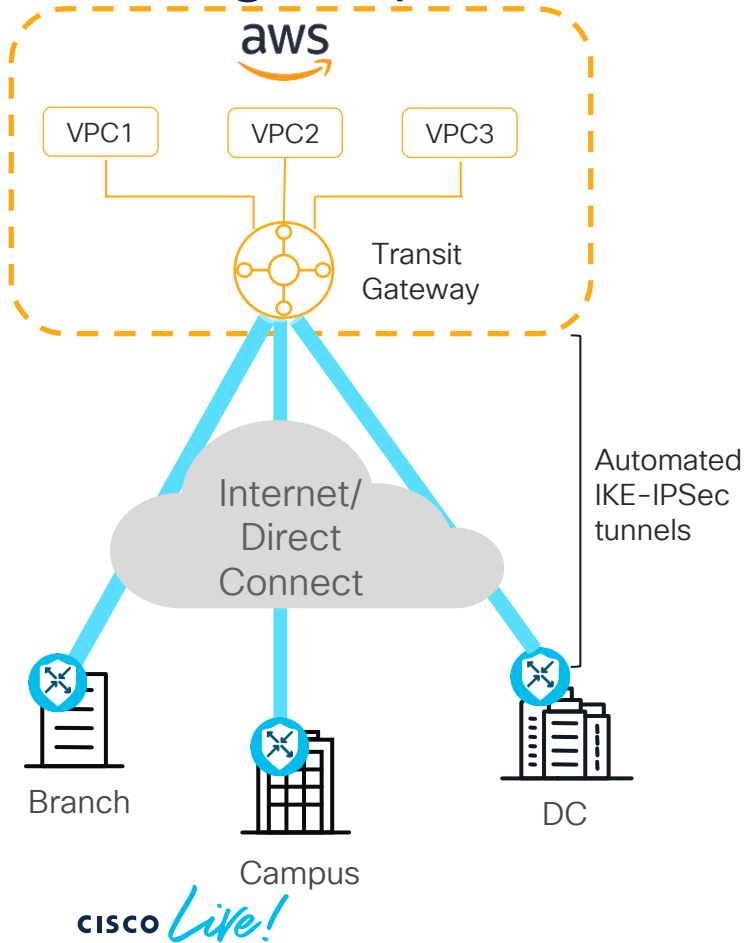 aws
VPC1
VPC2
VPC3
Transit
Gateway
Internet/
Direct
Connect
Automated
IKE-IPSec
tunnels
Branch
Campus
DC
CISCO Live!